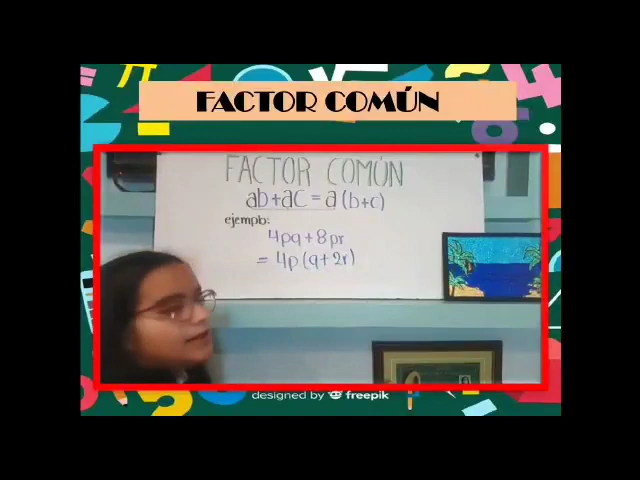 FACTOR COMÚN
FACTOR COMÚN
ab+ac = a (b+c)
ejemplo:
4pq + 8pr
= 4p (q + 2r)
designed by freepik